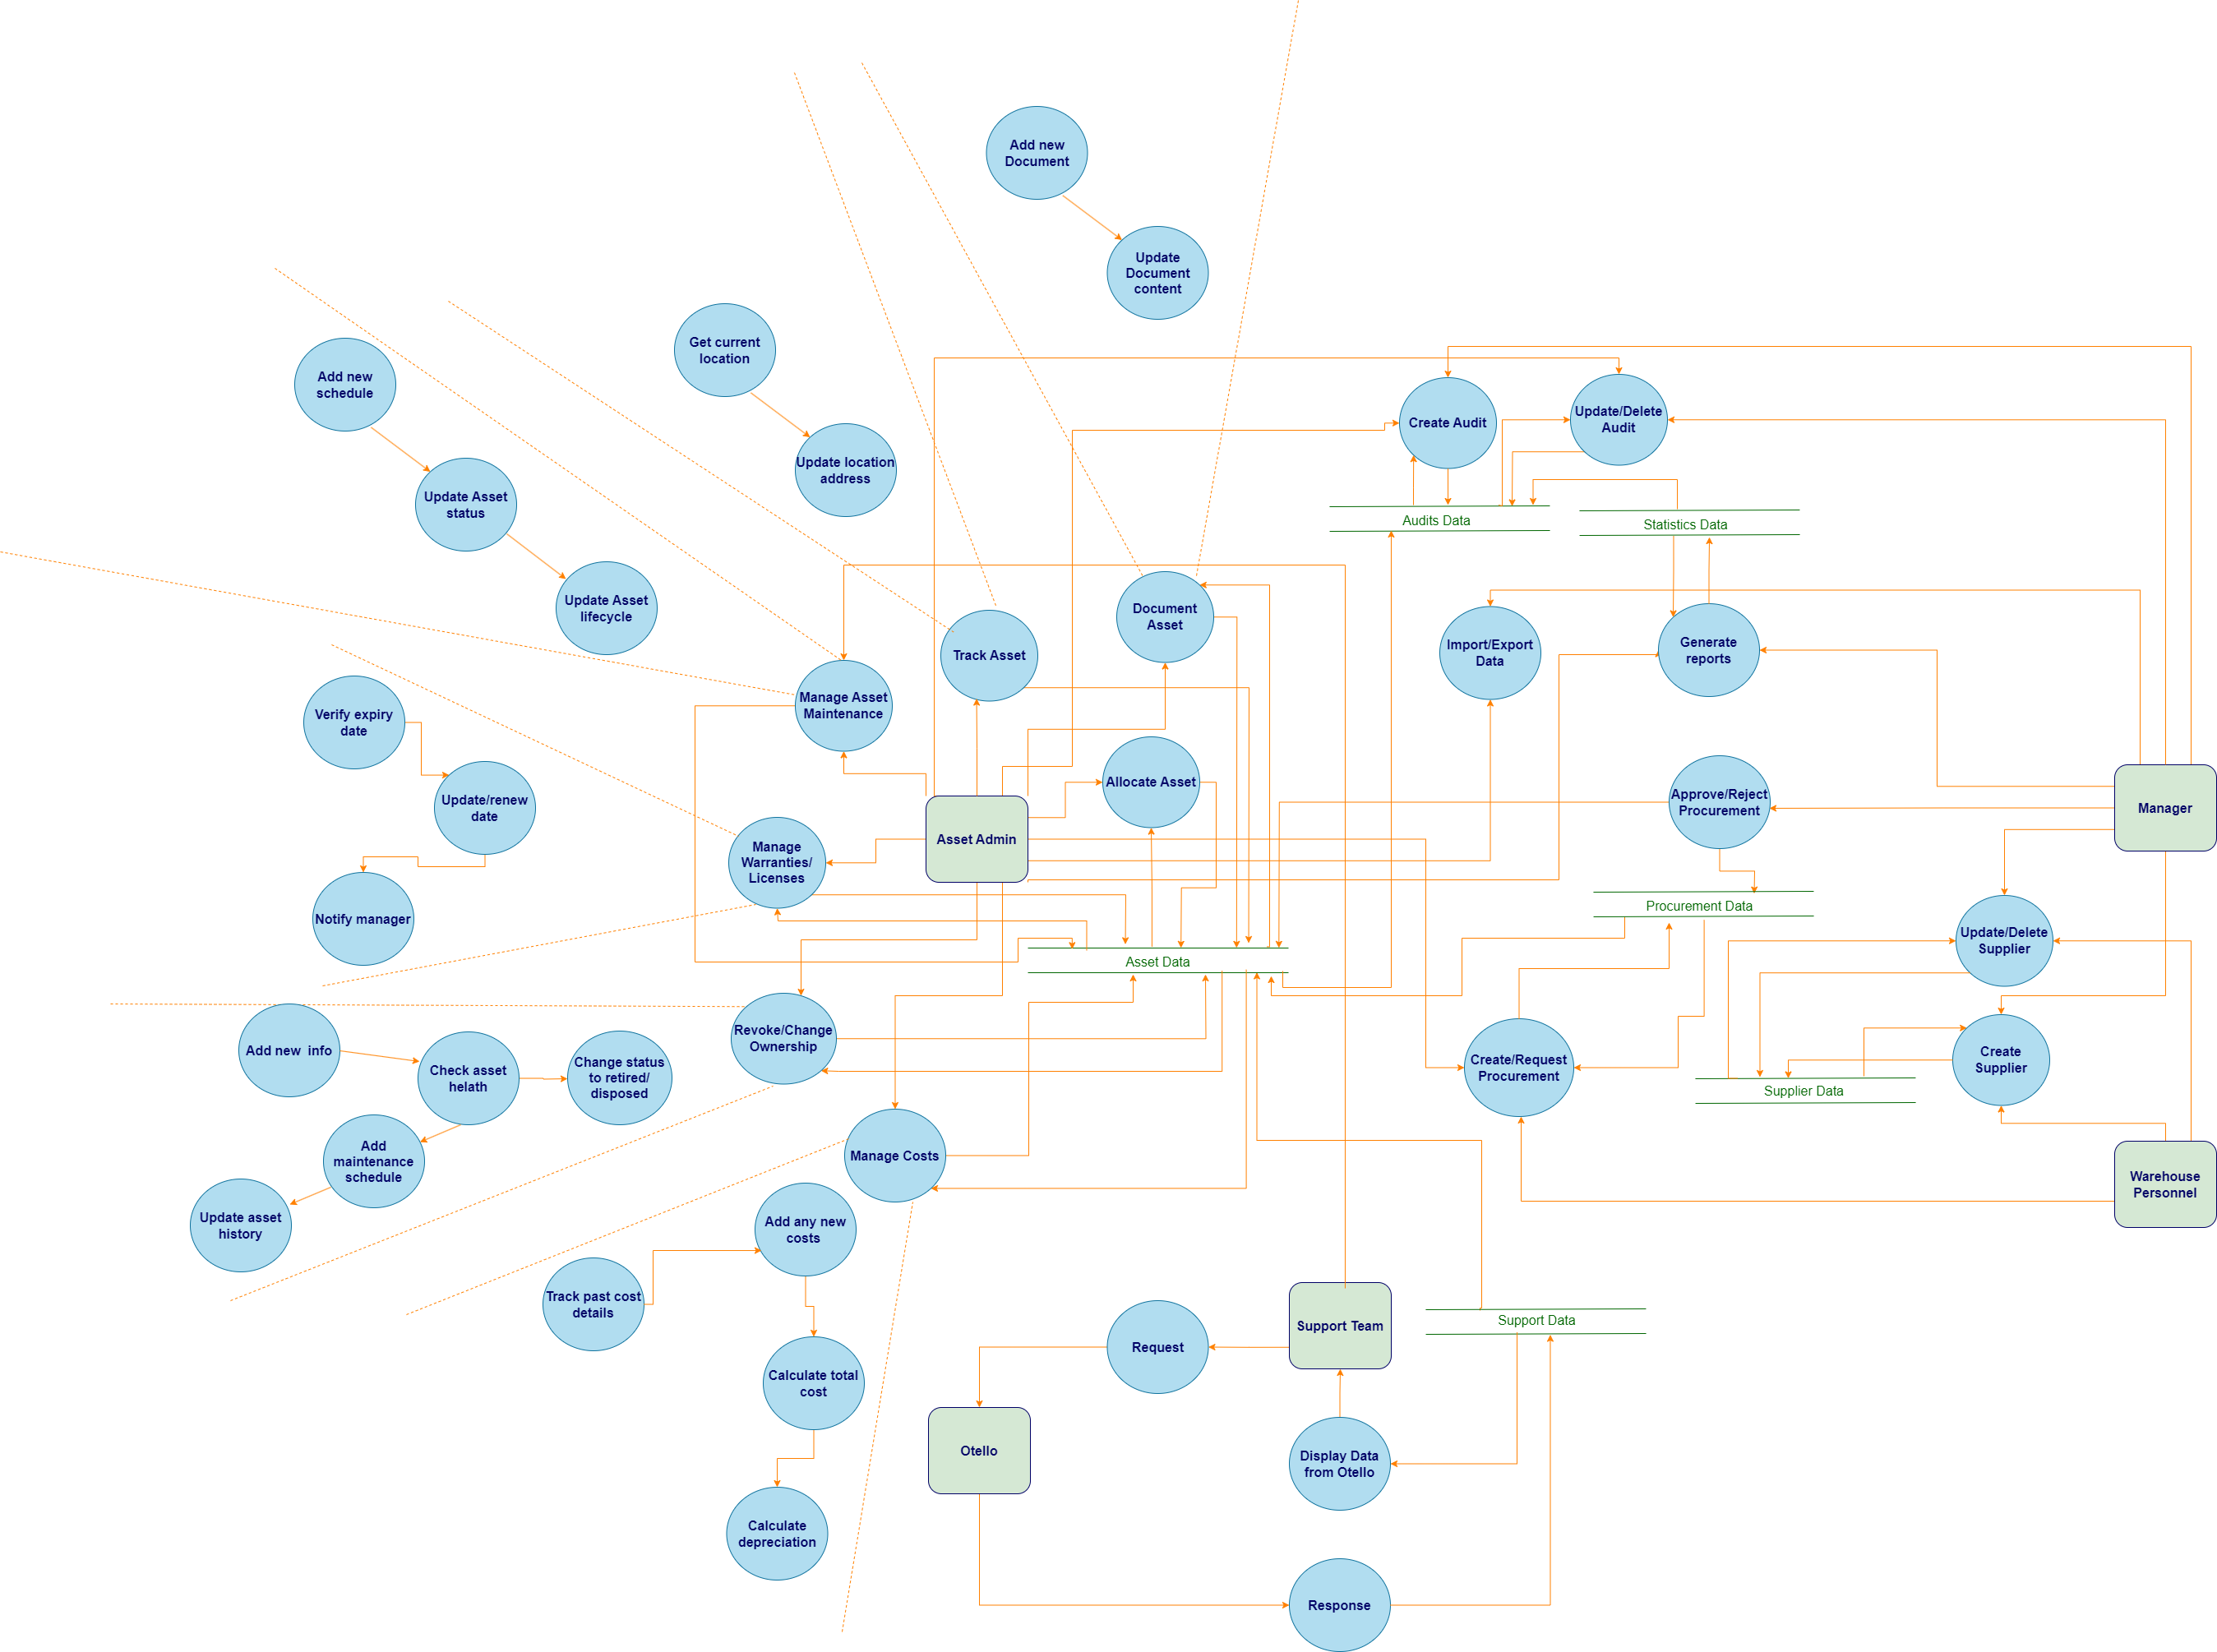 Add new
Document
Update
Document
content
Get current
location
Update location
address
Add new
schedule
Update Asset
status
Update Asset
lifecycle
Create Audit
Update/Delete
Audit
Audits Data
Statistics Data
Document
Asset
Track Asset
Import/Export
Data
Generate
reports
Manage Asset
Maintenance
Verify expiry
date
Update/renew
date
Notify manager
Allocate Asset
Approve/Reject
Procurement
Manager
Asset Admin
Manage
Warranties/
Licenses
Procurement Data
Update/Delete
Supplier
Asset Data
Revoke/Change
Ownership
Add new  info
Check asset
helath
Change status
to retired/
disposed
Add
maintenance
schedule
Update asset
history
Create/Request
Procurement
Create
Supplier
Supplier Data
Manage Costs
Warehouse
Personnel
Add any new
costs
Track past cost
details
Calculate total
cost
Calculate
depreciation
Request
Support Team
Support Data
Otello
Display Data
from Otello
Response